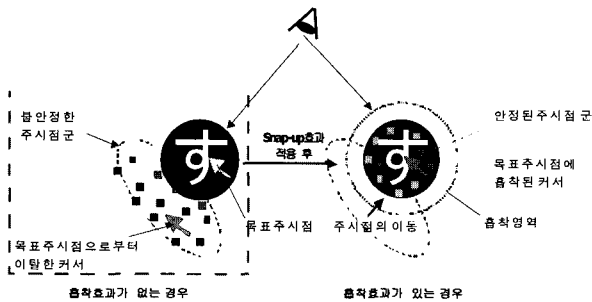 불안정한
주시점군
す
Snap-up효과
적용 후
す
안정된주시점 군
목표주시점에
흡착된 커서
흡착영역
목표주시점
주시점의 이동
목표주시점으로부터
이탈한커서
흡착효과가 없는 경우
흡착효과가 있는 경우